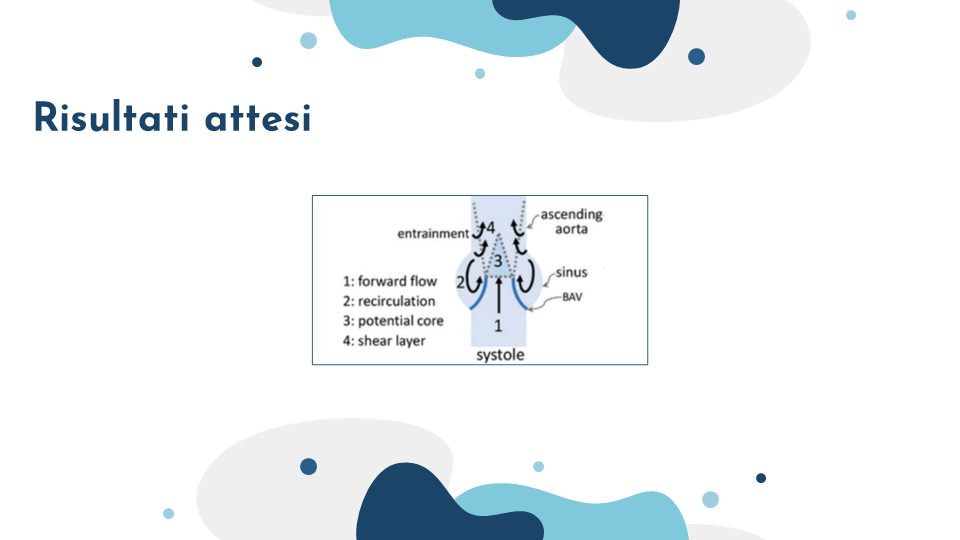 Risultati attesi
entrainment
4
ascending
aorta
3
sinus
2
BAV
1: forward flow
2: recirculation
3: potential core
4: shear layer
1
systole